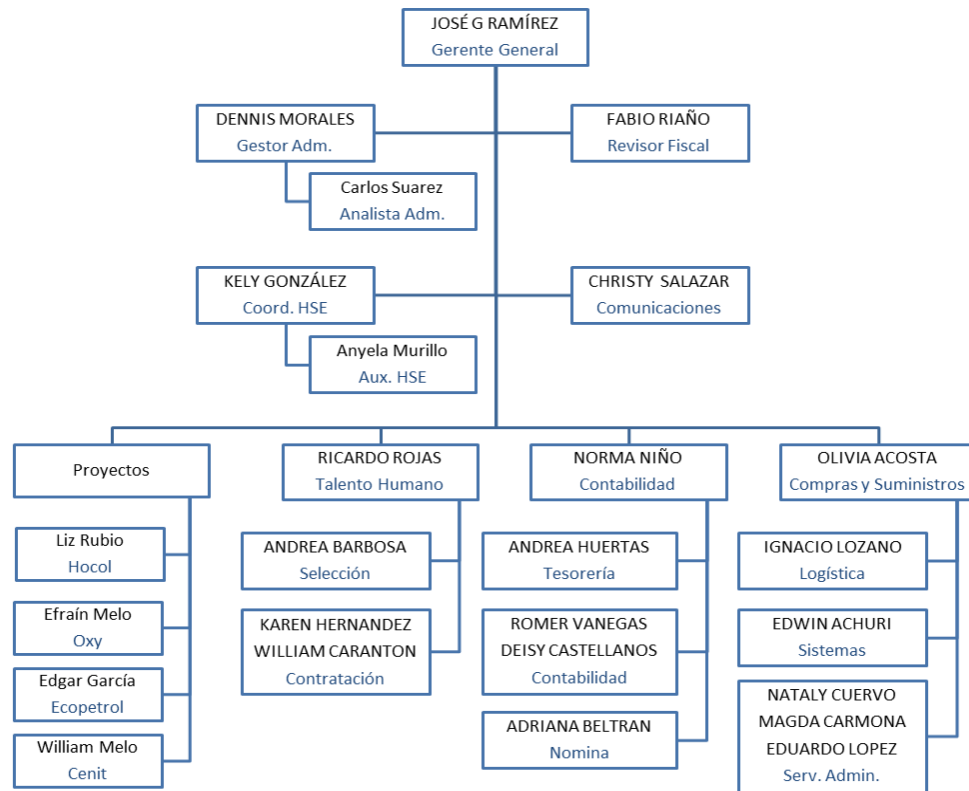 JOSÉ G RAMÍREZ
Gerente General
DENNIS MORALES
Gestor Adm.
FABIO RIAÑO
Revisor Fiscal
Carlos Suarez
Analista Adm.
KELY GONZÁLEZ
Coord. HSE
CHRISTY  SALAZAR
Comunicaciones
Anyela Murillo
Aux. HSE
Proyectos
Liz Rubio
Hocol
Efraín Melo
Oxy
Edgar García
Ecopetrol
William Melo
Cenit
RICARDO ROJAS
Talento Humano
ANDREA BARBOSA
Selección
KAREN HERNANDEZ
WILLIAM CARANTON
Contratación
NORMA NIÑO
Contabilidad
ANDREA HUERTAS
Tesorería
ROMER VANEGAS
DEISY CASTELLANOS
Contabilidad
ADRIANA BELTRAN
Nomina
OLIVIA ACOSTA
Compras y Suministros
IGNACIO LOZANO
Logística
EDWIN ACHURI
Sistemas
NATALY CUERVO
MAGDA CARMONA
EDUARDO LOPEZ
Serv. Admin.